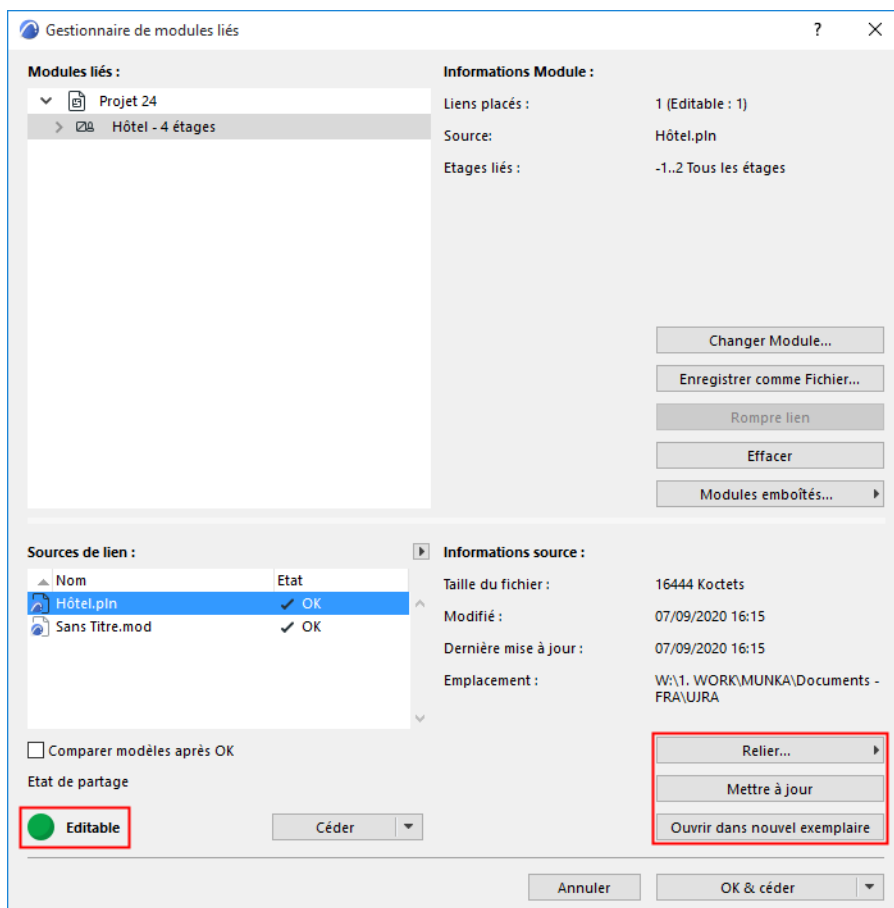 Gestionnaire de modules liés
?
Modules liés :
Projet 24
Hôtel - 4 étages
Informations Module :
Liens placés : 1 (Editable : 1)
Source: Hôtel.pln
Etages liés : -1..2 Tous les étages
Changer Module...
Enregistrer comme Fichier...
Rompre lien
Effacer
Modules emboîtés...
Sources de lien :
Nom Etat
Hôtel.pln OK
Sans Titre.mod OK
Comparer modèles après OK
Etat de partage
Editable
Céder
Informations source :
Taille du fichier : 16444 Koctets
Modifié : 07/09/2020 16:15
Dernière mise à jour : 07/09/2020 16:15
Emplacement : W:\1. WORK\MUNKA\Documents -
FRA\UJRA
Relier...
Mettre à jour
Ouvrir dans nouvel exemplaire
Annuler
OK & céder